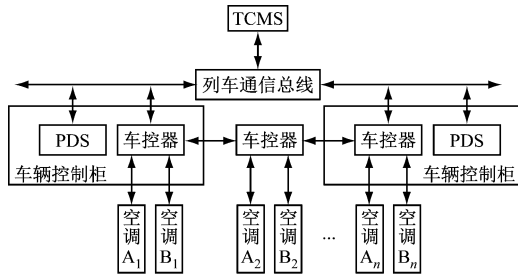 TCMS
列车通信总线
PDS 车控器 车控器 车控器 PDS
车辆控制柜 车辆控制柜
空调A1 空调B1 空调A2 空调B2 ... 空调An 空调Bn